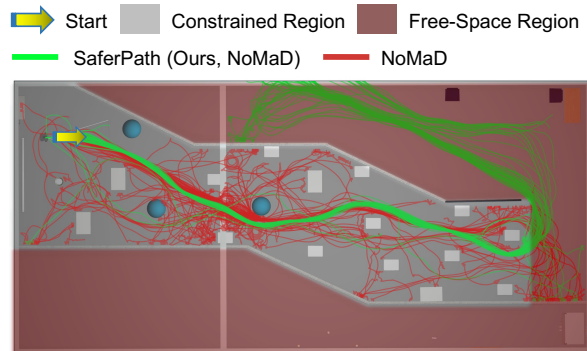 Start Constrained Region Free-Space Region
SaferPath (Ours, NoMaD) NoMaD